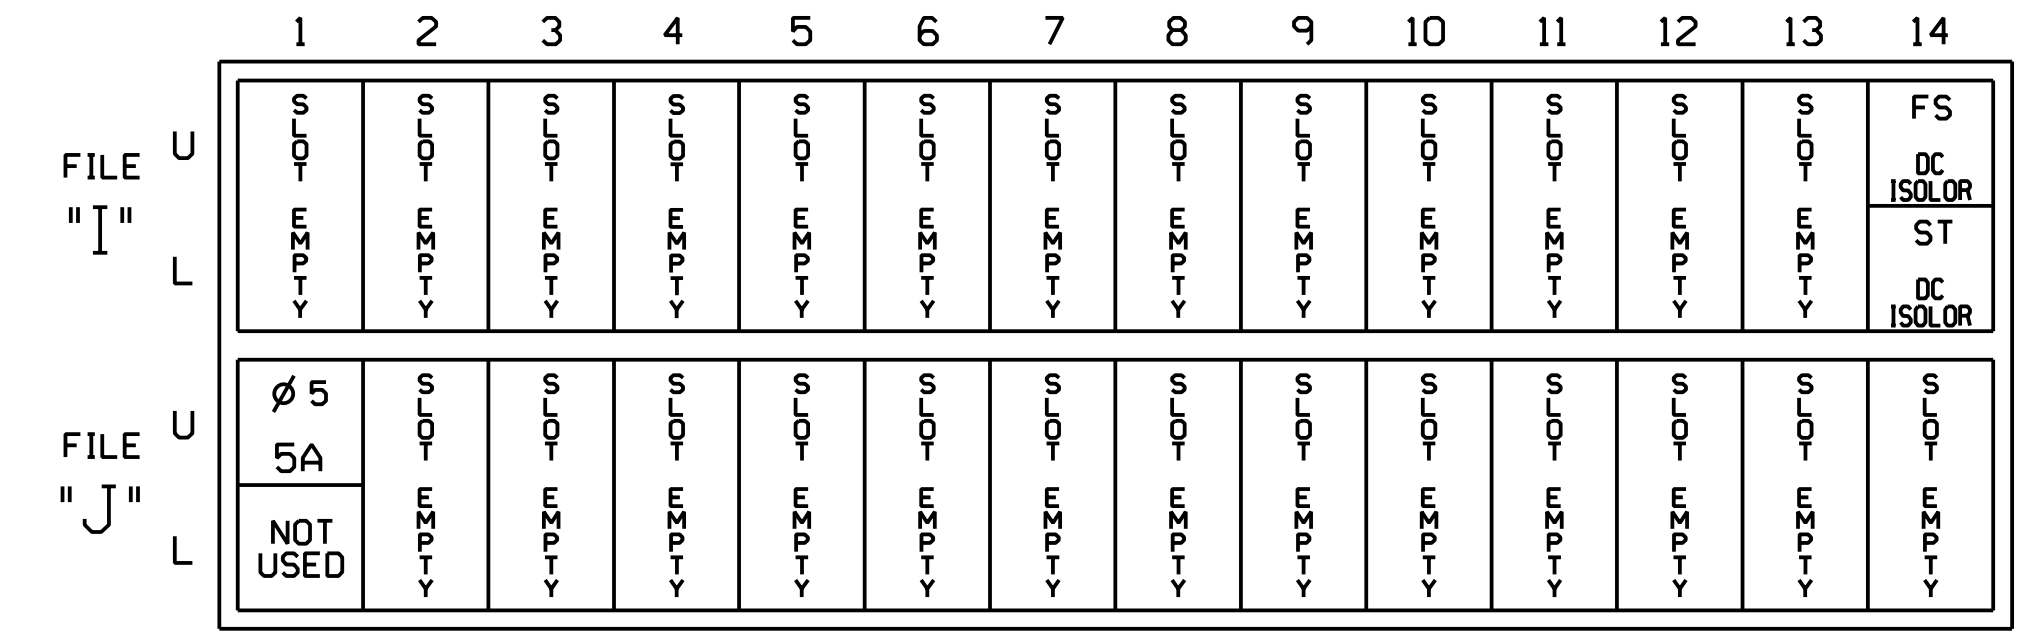 1 2 3 4 5 6 7 8 9 10 11 12 13 14
FILE "I"
U
L
SLOT EMPTY
SLOT EMPTY
SLOT EMPTY
SLOT EMPTY
SLOT EMPTY
SLOT EMPTY
SLOT EMPTY
SLOT EMPTY
SLOT EMPTY
SLOT EMPTY
SLOT EMPTY
SLOT EMPTY
SLOT EMPTY
FS
DC
ISOLOR
ST
DC
ISOLOR
FILE "J"
U
L
Ø 5
5A
NOT
USED
SLOT EMPTY
SLOT EMPTY
SLOT EMPTY
SLOT EMPTY
SLOT EMPTY
SLOT EMPTY
SLOT EMPTY
SLOT EMPTY
SLOT EMPTY
SLOT EMPTY
SLOT EMPTY
SLOT EMPTY
SLOT EMPTY